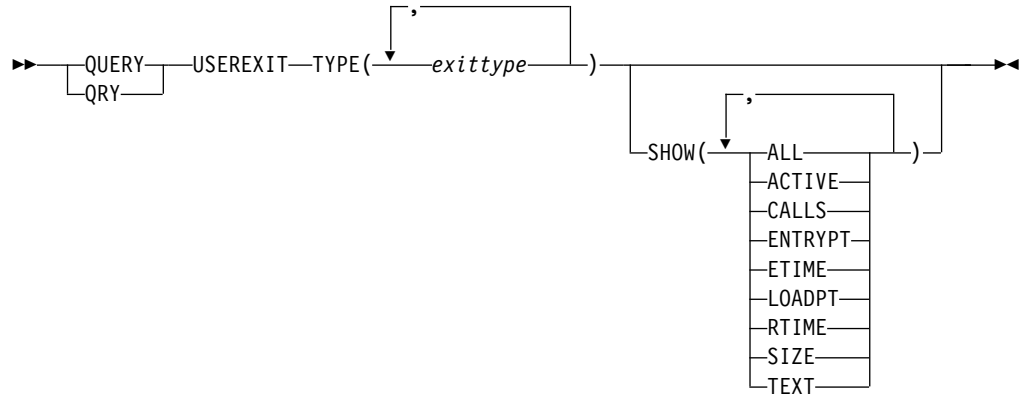 ,
QUERY USEREXIT TYPE( exittype )
QRY
,
SHOW( ALL )
ACTIVE
CALLS
ENTRYPT
ETIME
LOADPT
RTIME
SIZE
TEXT